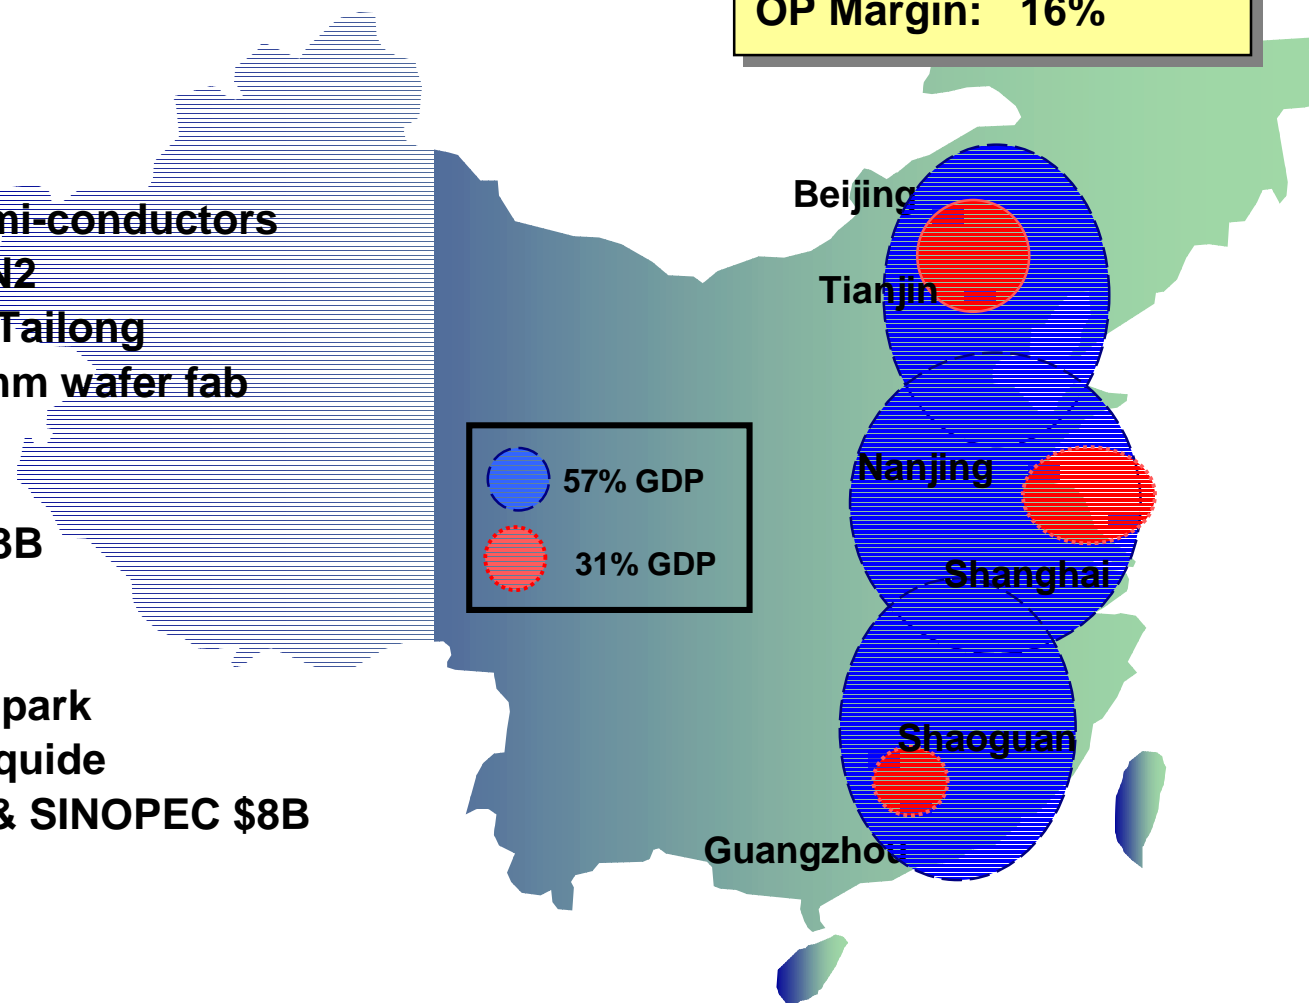 OP Margin: 16%
Beijing
mi-conductors
N2
Tianjin
Tailong
nm wafer fab
Nanjing
57% GDP
3B
31% GDP
Shanghai
park
Shaoguan
quide
& SINOPEC $8B
Guangzhou